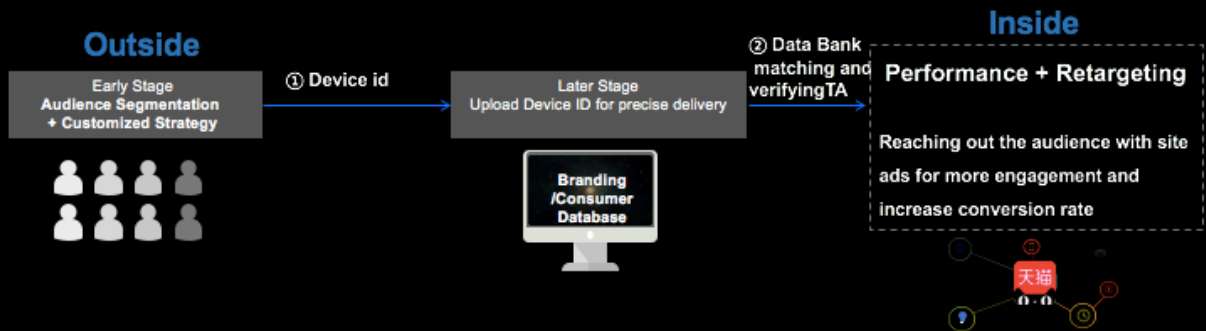 Outside
Early Stage
Audience Segmentation
+ Customized Strategy
① Device id
Later Stage
Upload Device ID for precise delivery
Branding
/Consumer
Database
② Data Bank
matching and
verifyingTA
Inside
Performance + Retargeting
Reaching out the audience with site
ads for more engagement and
increase conversion rate
天猫